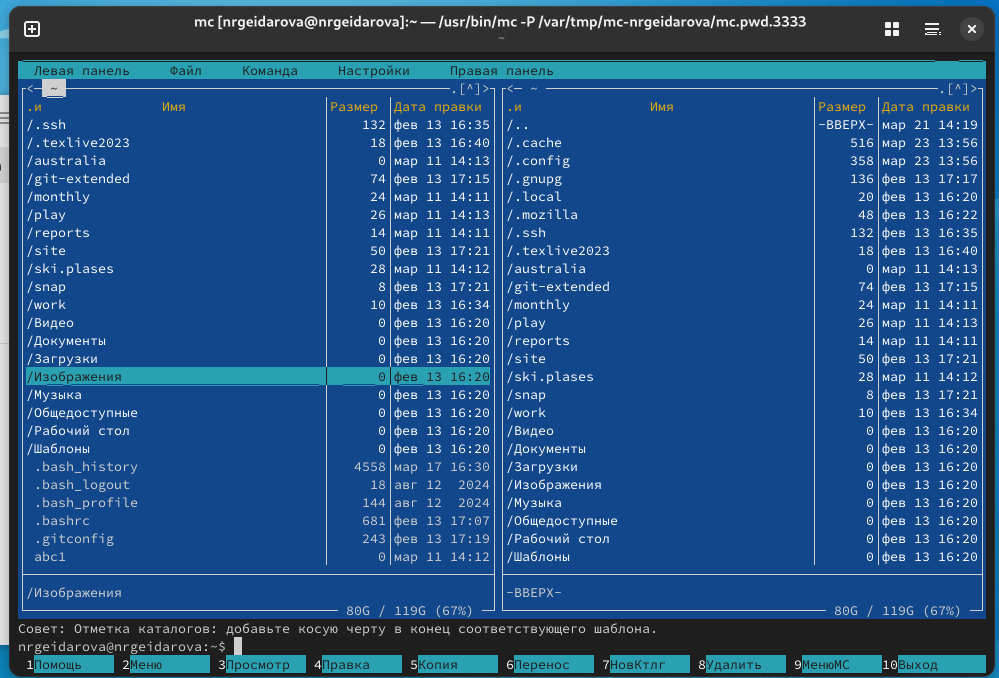 mc [nrgeidarova@nrgeidarova]:~ — /usr/bin/mc -P /var/tmp/mc-nrgeidarova/mc.pwd.3333
~
Левая панель Файл Команда Настройки Правая панель
<─ ~ .[^]>
.и Имя Размер Дата правки
/.ssh 132 фев 13 16:35
/.texlive2023 18 фев 13 16:40
/australia 0 мар 11 14:13
/git-extended 74 фев 13 17:15
/monthly 24 мар 11 14:11
/play 26 мар 11 14:13
/reports 14 мар 11 14:11
/site 50 фев 13 17:21
/ski.plases 28 мар 11 14:12
/snap 8 фев 13 17:21
/work 10 фев 13 16:34
/Видео 0 фев 13 16:20
/Документы 0 фев 13 16:20
/Загрузки 0 фев 13 16:20
/Изображения 0 фев 13 16:20
/Музыка 0 фев 13 16:20
/Общедоступные 0 фев 13 16:20
/Рабочий стол 0 фев 13 16:20
/Шаблоны 0 фев 13 16:20
.bash_history 4558 мар 17 16:30
.bash_logout 18 авг 12 2024
.bash_profile 144 авг 12 2024
.bashrc 681 фев 13 17:07
.gitconfig 243 фев 13 17:19
abc1 0 мар 11 14:12
/Изображения
80G / 119G (67%)
<─ ~ .[^]>
.и Имя Размер Дата правки
/.. -ВВЕРХ- мар 21 14:19
/.cache 516 мар 23 13:56
/.config 358 мар 23 13:56
/.gnupg 136 фев 13 17:17
/.local 20 фев 13 16:20
/.mozilla 48 фев 13 16:22
/.ssh 132 фев 13 16:35
/.texlive2023 18 фев 13 16:40
/australia 0 мар 11 14:13
/git-extended 74 фев 13 17:15
/monthly 24 мар 11 14:11
/play 26 мар 11 14:13
/reports 14 мар 11 14:11
/site 50 фев 13 17:21
/ski.plases 28 мар 11 14:12
/snap 8 фев 13 17:21
/work 10 фев 13 16:34
/Видео 0 фев 13 16:20
/Документы 0 фев 13 16:20
/Загрузки 0 фев 13 16:20
/Изображения 0 фев 13 16:20
/Музыка 0 фев 13 16:20
/Общедоступные 0 фев 13 16:20
/Рабочий стол 0 фев 13 16:20
/Шаблоны 0 фев 13 16:20
-ВВЕРХ-
80G / 119G (67%)
Совет: Отметка каталогов: добавьте косую черту в конец соответствующего шаблона.
nrgeidarova@nrgeidarova:~$
1Помощь 2Меню 3Просмотр 4Правка 5Копия 6Перенос 7НовКтлг 8Удалить 9МенюМС 10Выход